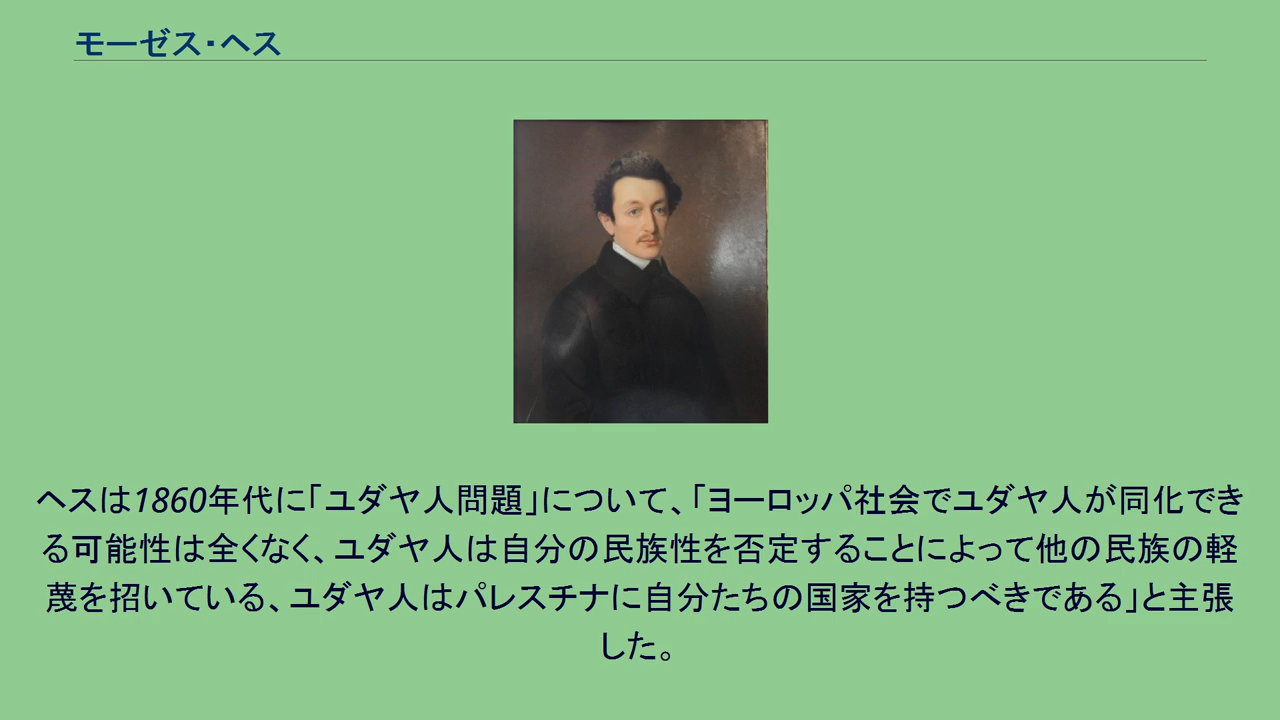 モーゼス・ヘス
ヘスは1860年代に「ユダヤ人問題」について、「ヨーロッパ社会でユダヤ人が同化でき
る可能性は全くなく、ユダヤ人は自分の民族性を否定することによって他の民族の軽
蔑を招いている、ユダヤ人はパレスチナに自分たちの国家を持つべきである」と主張
した。